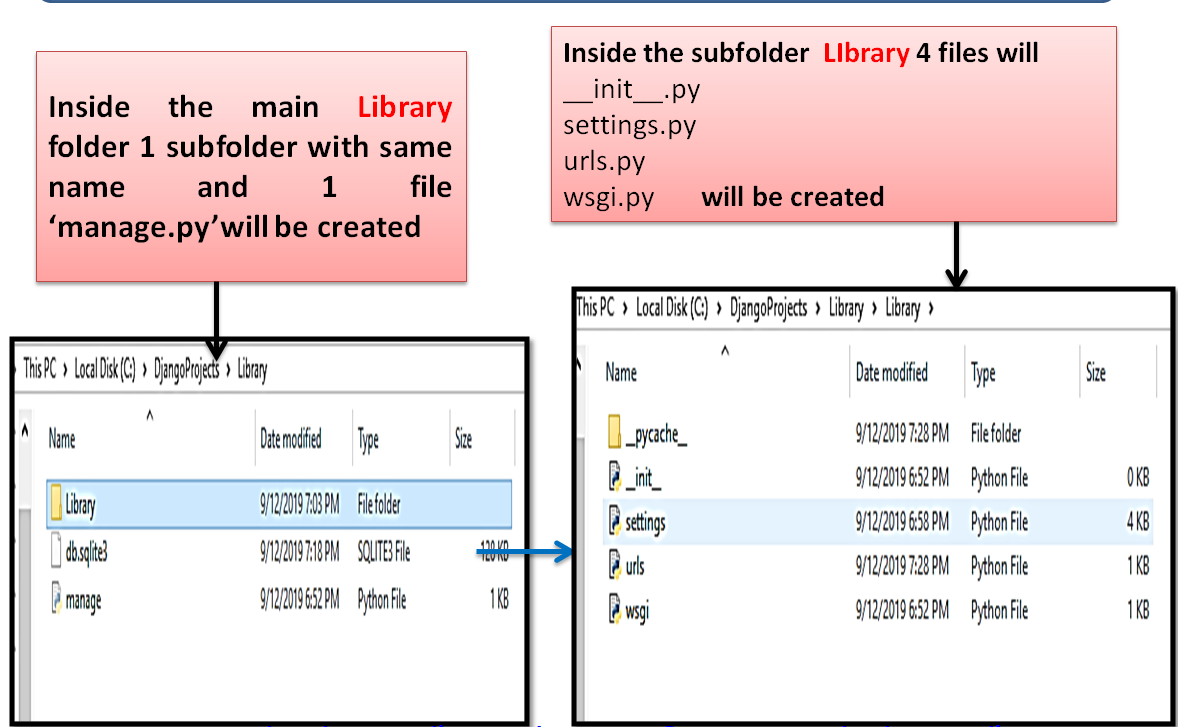 Inside the main Library
folder 1 subfolder with same
name and 1 file
‘manage.py’will be created
Inside the subfolder LIbrary 4 files will
__init__.py
settings.py
urls.py
wsgi.py will be created
This PC › Local Disk (C:) › DjangoProjects › Library
Name Date modified Type Size
Library 9/12/2019 7:03 PM File folder
db.sqlite3 9/12/2019 7:18 PM SQLITE3 File 128 KB
manage 9/12/2019 6:52 PM Python File 1 KB
This PC › Local Disk (C:) › DjangoProjects › Library › Library ›
Name Date modified Type Size
_pycache_ 9/12/2019 7:28 PM File folder
_init_ 9/12/2019 6:52 PM Python File 0 KB
settings 9/12/2019 6:58 PM Python File 4 KB
urls 9/12/2019 7:28 PM Python File 1 KB
wsgi 9/12/2019 6:52 PM Python File 1 KB